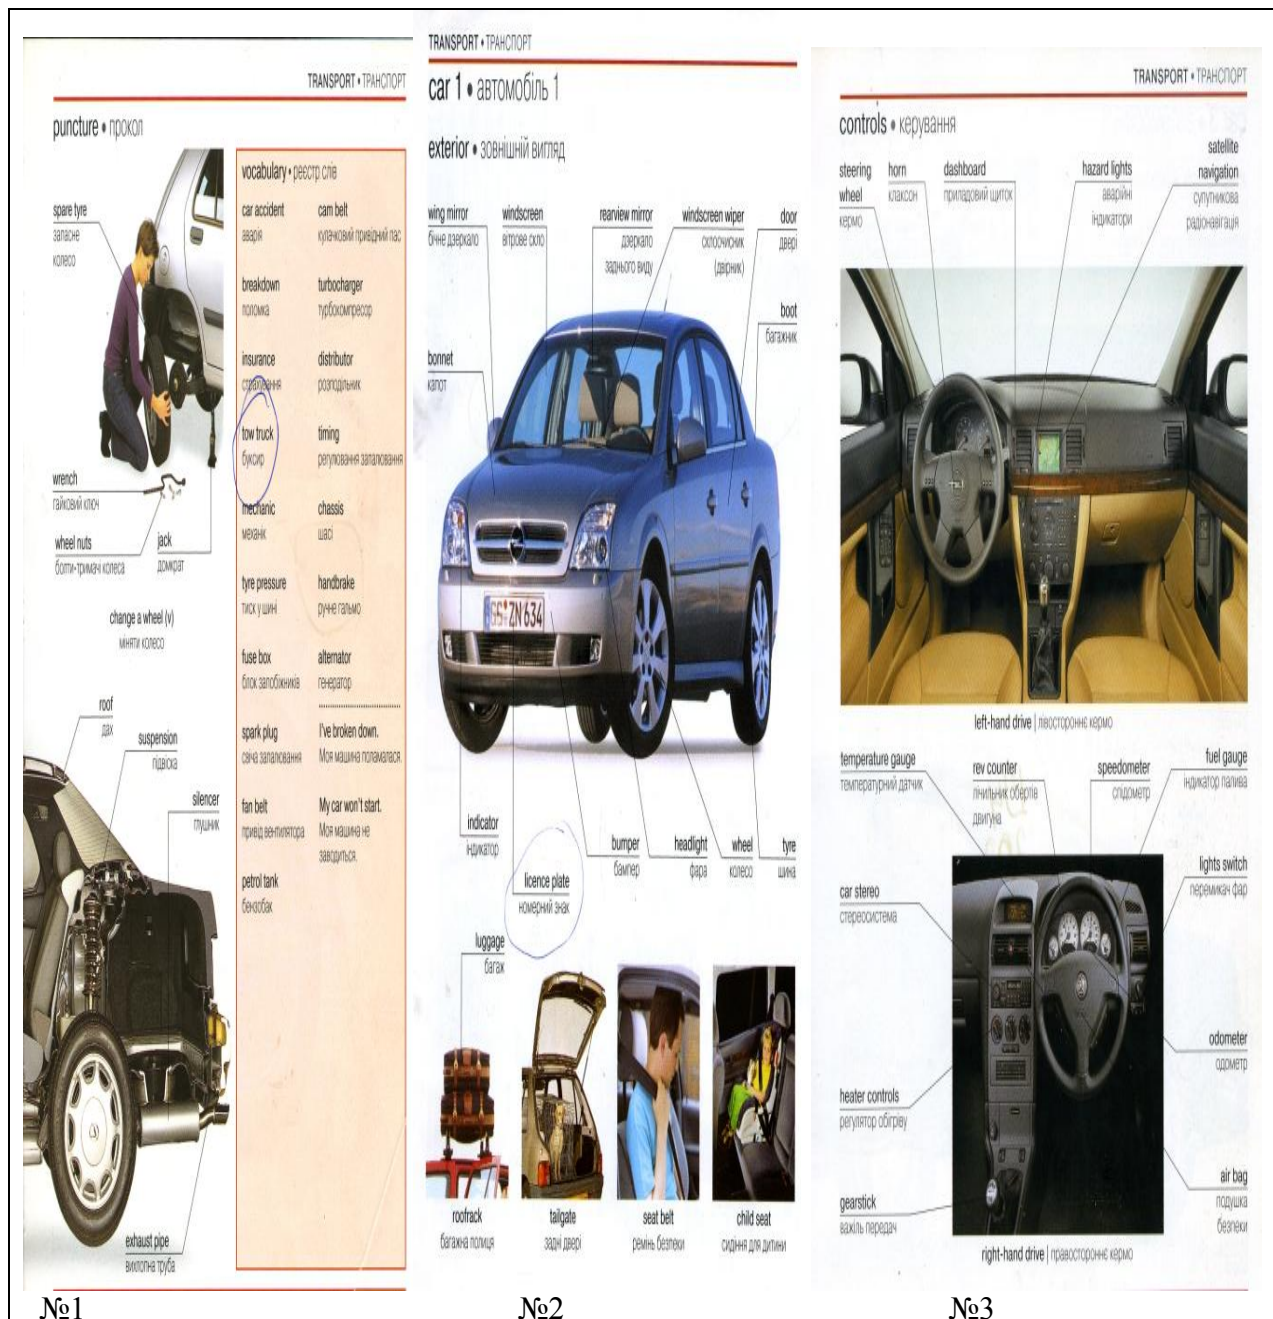 TRANSPORT • ТРАНСПОРТ
puncture • прокол
spare tyre
запасне
колесо
wrench
гайковий ключ
wheel nuts
болти-тримачі колеса
jack
домкрат
change a wheel (v)
міняти колесо
roof
дах
suspension
підвіска
silencer
глушник
exhaust pipe
вихлопна труба
vocabulary • реєстр слів
car accident
аварія
breakdown
поломка
insurance
страхування
tow truck
буксир
mechanic
механік
tyre pressure
тиск у шині
fuse box
блок запобіжників
spark plug
свіча запалювання
fan belt
привід вентилятора
petrol tank
бензобак
cam belt
кулачковий привідний пас
turbocharger
турбокомпресор
distributor
розподільник
timing
регулювання запалювання
chassis
шасі
handbrake
ручне гальмо
alternator
генератор
I've broken down.
Моя машина поламалася.
My car won't start.
Моя машина не
заводиться.
№1
TRANSPORT • ТРАНСПОРТ
car 1 • автомобіль 1
exterior • зовнішній вигляд
wing mirror
бічне дзеркало
windscreen
вітрове скло
rearview mirror
дзеркало
заднього виду
windscreen wiper
склоочисник
(двірник)
door
двері
boot
багажник
bonnet
капот
GG ZN 634
indicator
індикатор
licence plate
номерний знак
bumper
бампер
headlight
фара
wheel
колесо
tyre
шина
luggage
багаж
roofrack
багажна полиця
tailgate
задні двері
seat belt
ремінь безпеки
child seat
сидіння для дитини
№2
TRANSPORT • ТРАНСПОРТ
controls • керування
steering
wheel
кермо
horn
клаксон
dashboard
приладовий щиток
hazard lights
аварійні
індикатори
satellite
navigation
супутникова
радіонавігація
left-hand drive | лівостороннє кермо
temperature gauge
температурний датчик
rev counter
лічильник обертів
двигуна
speedometer
спідометр
fuel gauge
індикатор палива
car stereo
стереосистема
lights switch
перемикач фар
heater controls
регулятор обігріву
odometer
одометр
gearstick
важіль передач
air bag
подушка
безпеки
right-hand drive | правостороннє кермо
№3